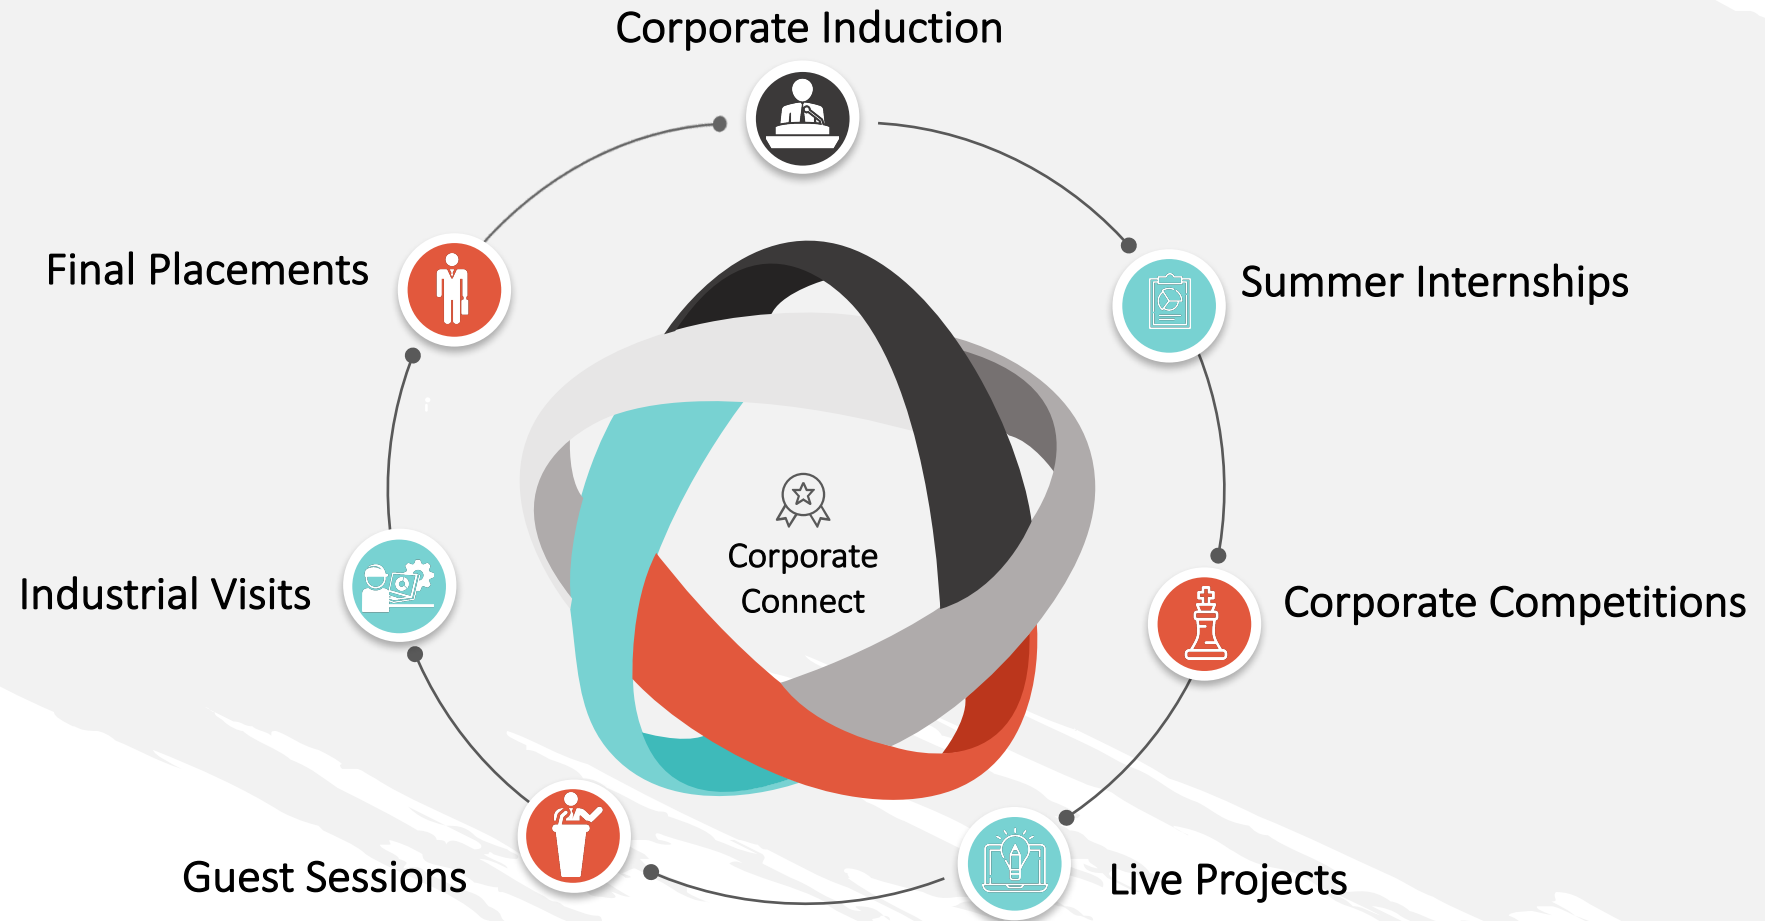 Corporate Induction
Final Placements
Summer Internships
Corporate
Connect
Industrial Visits
Corporate Competitions
Guest Sessions
Live Projects